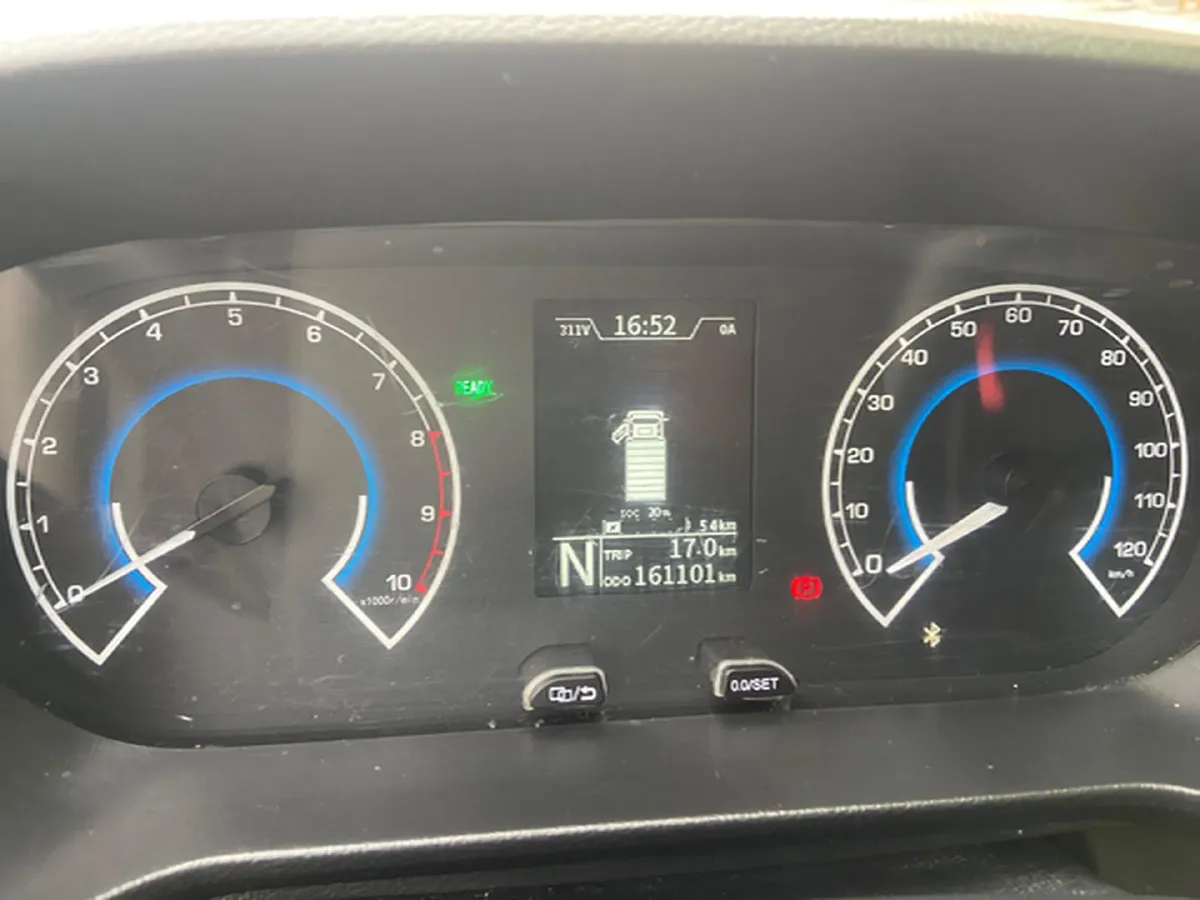 0
1
2
3
4
5
6
7
8
9
10
x1000r/min
READY
311V 16:52 0A
SOC 20%
54km
N
TRIP 17.0km
ODO 161101km
0
10
20
30
40
50
60
70
80
90
100
110
120
km/h
(P)
0.0/SET